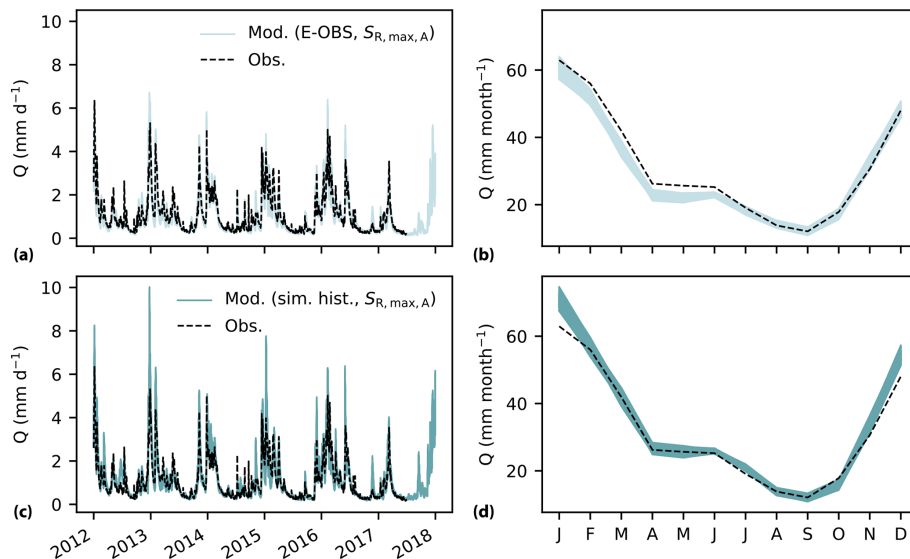 10
8
6
4
2
0
Q (mm d⁻¹)
Mod. (E-OBS, S_R, max, A)
Obs.
(a)
60
40
20
Q (mm month⁻¹)
(b)
10
8
6
4
2
0
Q (mm d⁻¹)
Mod. (sim. hist., S_R, max, A)
Obs.
(c)
2012 2013 2014 2015 2016 2017 2018
60
40
20
Q (mm month⁻¹)
(d)
J F M A M J J A S O N D